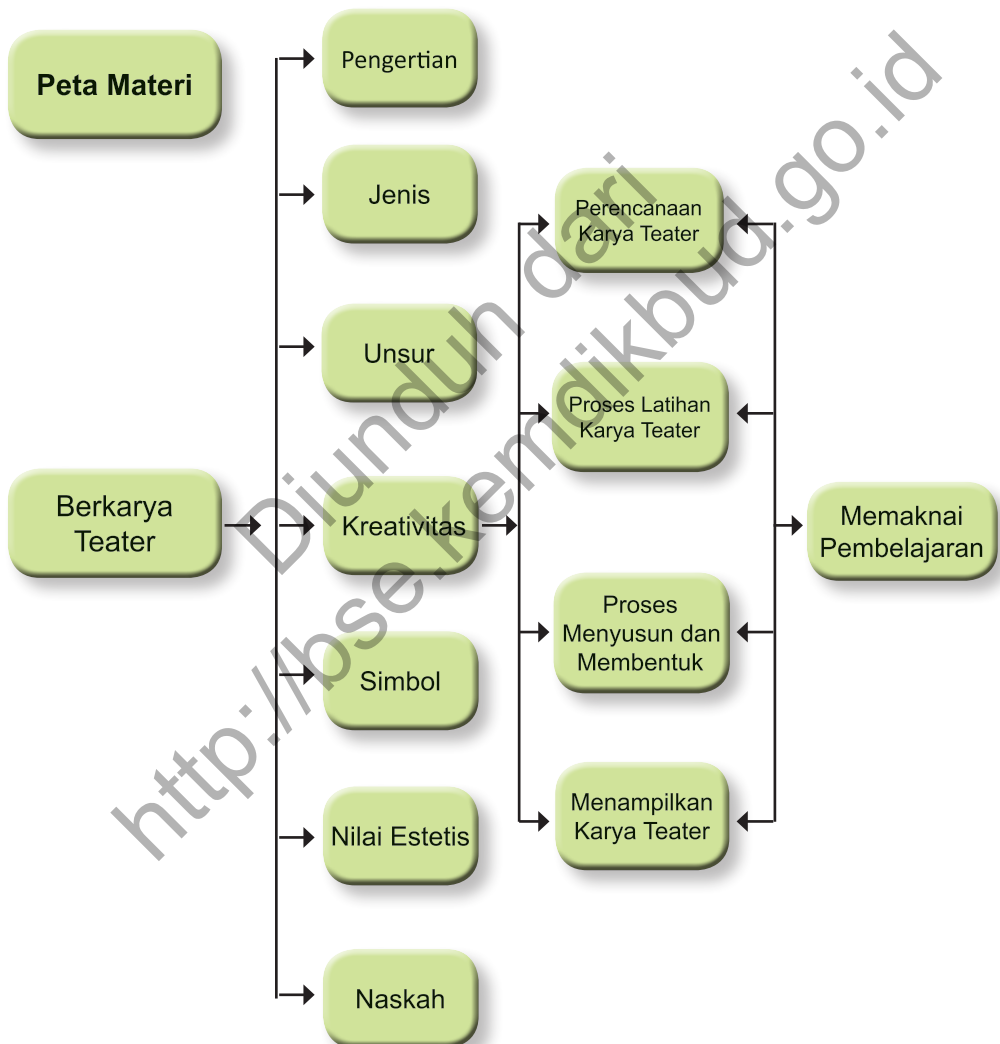 Peta Materi
Pengertian
Jenis
Unsur
Berkarya
Teater
Kreativitas
Simbol
Nilai Estetis
Naskah
Perencanaan
Karya Teater
Proses Latihan
Karya Teater
Proses
Menyusun dan
Membentuk
Menampilkan
Karya Teater
Memaknai
Pembelajaran
Diunduh dari
http://bse.kemdikbud.go.id